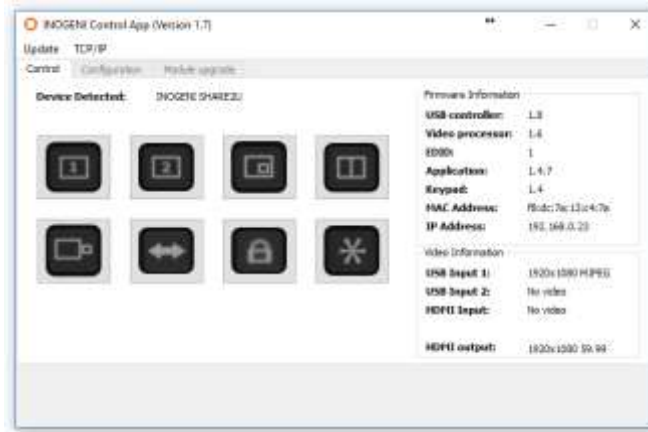 INOGENI Control App (Version 1.7)
Update TCP/IP
Control Configuration Module upgrade
Device Detected: INOGENI SHARE2U
1
2
Firmware Information
USB controller: 1.8
Video processor: 1.6
EDID: 1
Application: 1.4.7
Keypad: 1.4
MAC Address:
IP Address: 192.168.0.23
Video Information
USB Input 1: 1920x1080 MJPEG
USB Input 2: No video
HDMI Input: No video
HDMI output: 1920x1080 59.99